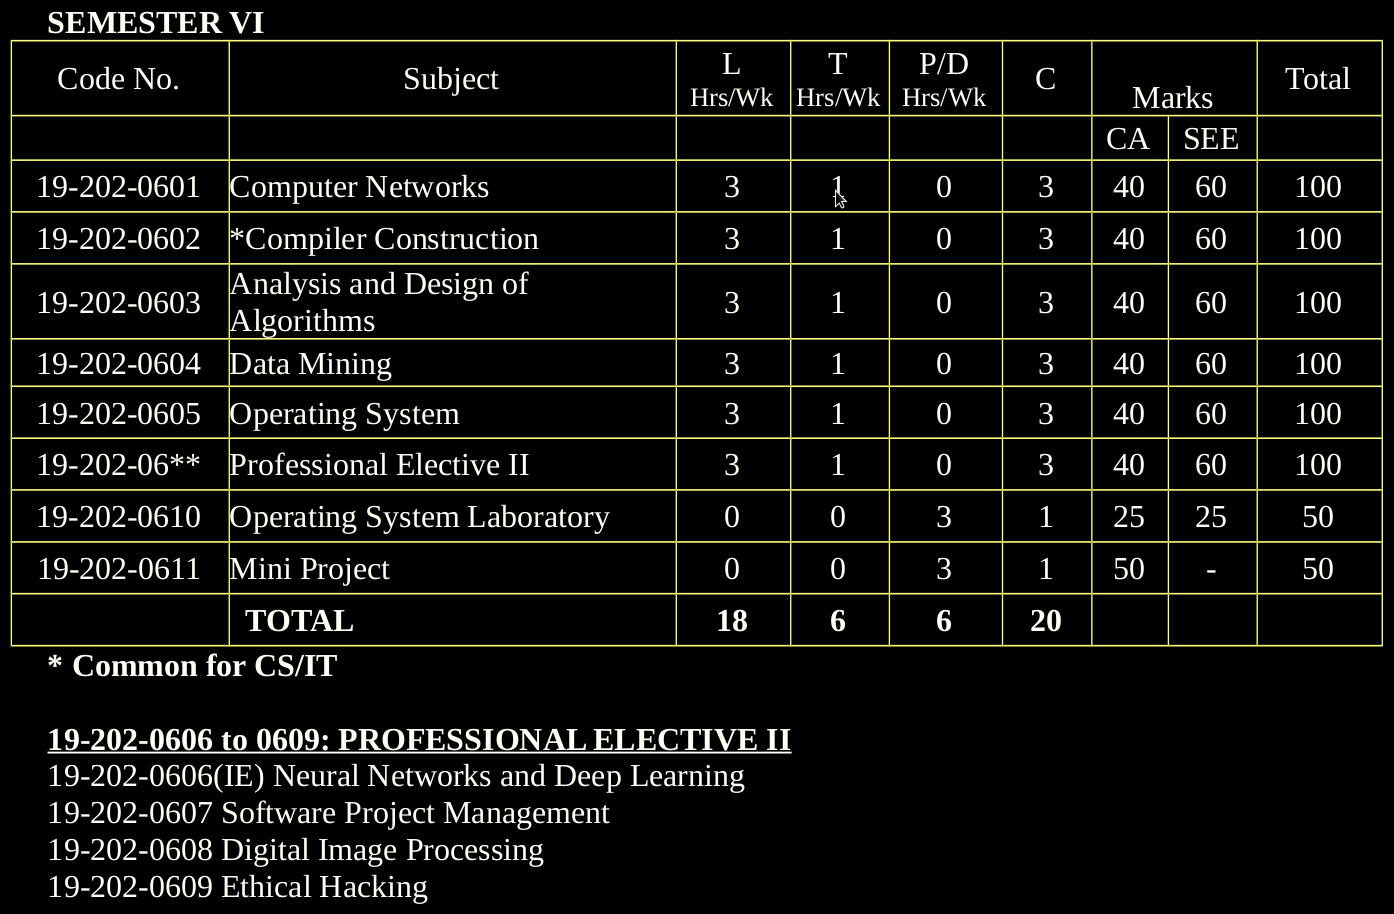 SEMESTER VI
Code No. Subject L Hrs/Wk T Hrs/Wk P/D Hrs/Wk C Marks Total
CA SEE
19-202-0601 Computer Networks 3 1 0 3 40 60 100
19-202-0602 *Compiler Construction 3 1 0 3 40 60 100
19-202-0603 Analysis and Design of Algorithms 3 1 0 3 40 60 100
19-202-0604 Data Mining 3 1 0 3 40 60 100
19-202-0605 Operating System 3 1 0 3 40 60 100
19-202-06** Professional Elective II 3 1 0 3 40 60 100
19-202-0610 Operating System Laboratory 0 0 3 1 25 25 50
19-202-0611 Mini Project 0 0 3 1 50 - 50
TOTAL 18 6 6 20
* Common for CS/IT
19-202-0606 to 0609: PROFESSIONAL ELECTIVE II
19-202-0606(IE) Neural Networks and Deep Learning
19-202-0607 Software Project Management
19-202-0608 Digital Image Processing
19-202-0609 Ethical Hacking